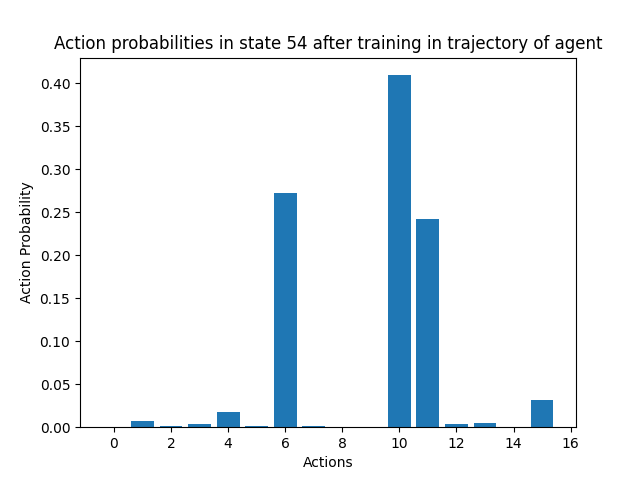 Action probabilities in state 54 after training in trajectory of agent
0.40
0.35
0.30
0.25
0.20
0.15
0.10
0.05
0.00
Action Probability
0 2 4 6 8 10 12 14 16
Actions